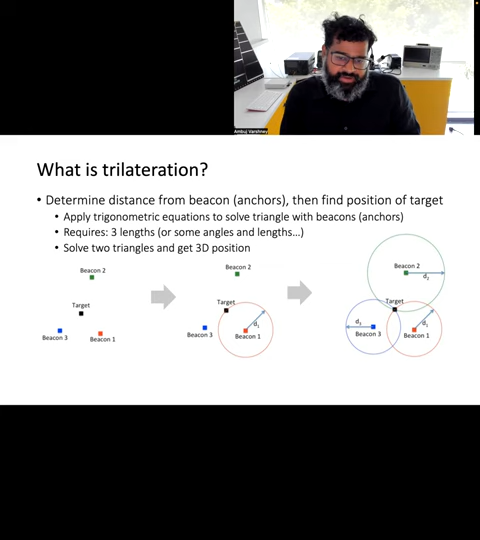 Ambuj Varshney
What is trilateration?
• Determine distance from beacon (anchors), then find position of target
• Apply trigonometric equations to solve triangle with beacons (anchors)
• Requires: 3 lengths (or some angles and lengths...)
• Solve two triangles and get 3D position
Beacon 2
Target
Beacon 3
Beacon 1
Beacon 2
Target
d1
Beacon 3
Beacon 1
Beacon 2
d2
Target
d3
d1
Beacon 3
Beacon 1